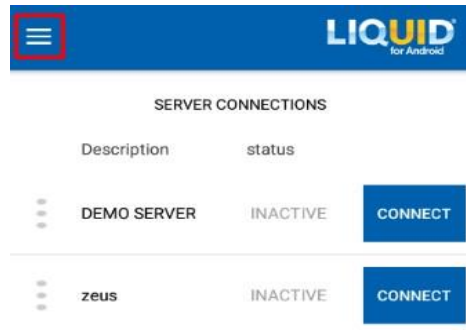 LIQUID
for Android
SERVER CONNECTIONS
Description status
DEMO SERVER INACTIVE CONNECT
zeus INACTIVE CONNECT